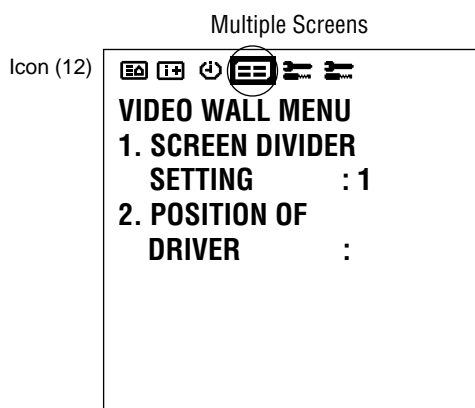 Multiple Screens
Icon (12)
VIDEO WALL MENU
1. SCREEN DIVIDER
SETTING : 1
2. POSITION OF
DRIVER :